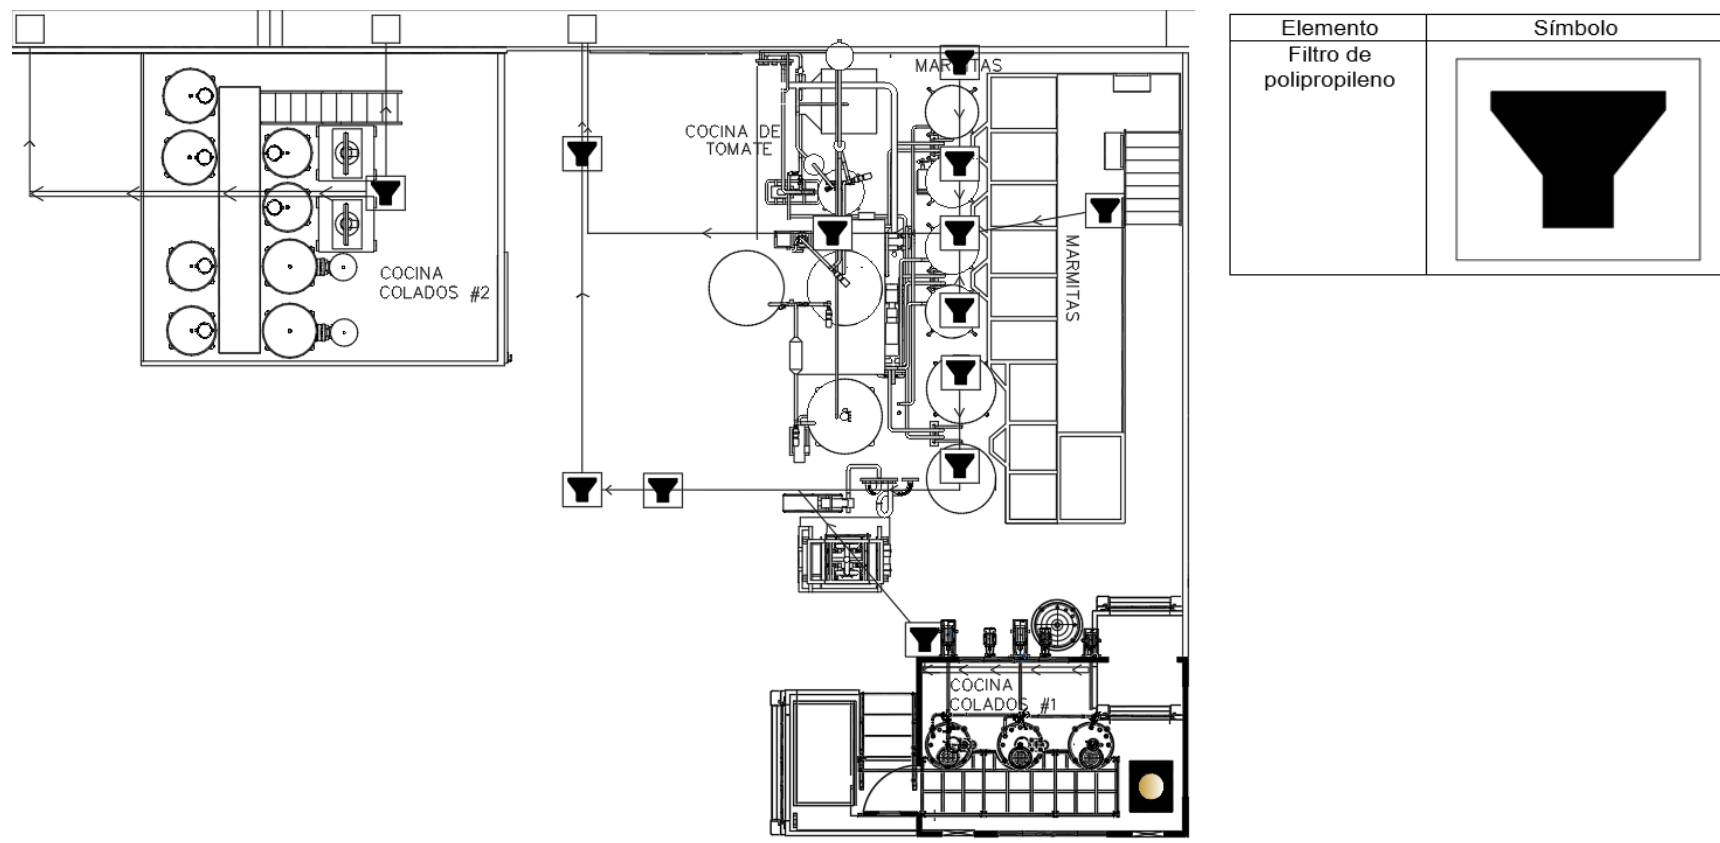 Elemento
Símbolo
Filtro de
polipropileno
MARMITAS
COCINA DE
TOMATE
MARMITAS
COCINA
COLADOS #2
COCINA
COLADOS #1